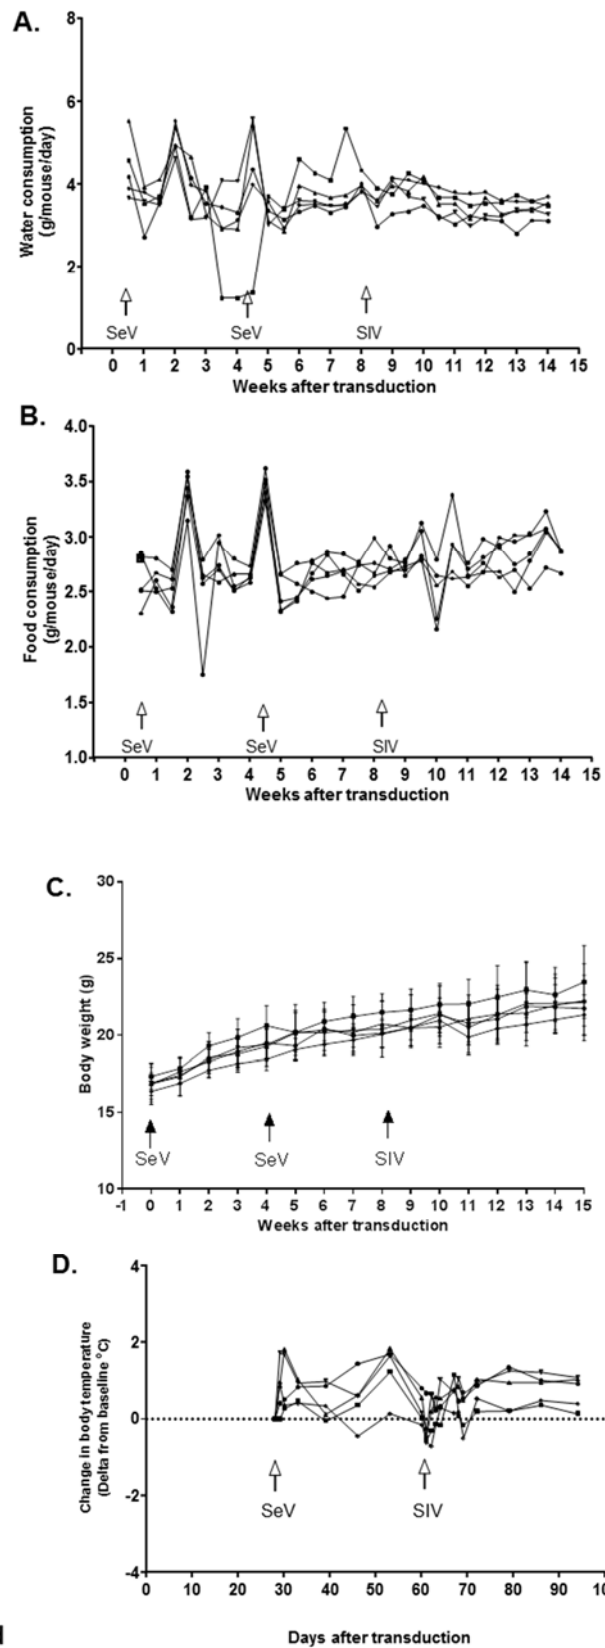 A.
Water consumption
(g/mouse/day)
8
6
4
2
0
SeV
SeV
SIV
0 1 2 3 4 5 6 7 8 9 10 11 12 13 14 15
Weeks after transduction
B.
Food consumption
(g/mouse/day)
4.0
3.5
3.0
2.5
2.0
1.5
1.0
SeV
SeV
SIV
0 1 2 3 4 5 6 7 8 9 10 11 12 13 14 15
Weeks after transduction
C.
Body weight (g)
30
25
20
15
10
SeV
SeV
SIV
-1 0 1 2 3 4 5 6 7 8 9 10 11 12 13 14 15
Weeks after transduction
D.
Change in body temperature
(Delta from baseline °C)
4
2
0
-2
-4
SeV
SIV
0 10 20 30 40 50 60 70 80 90 10
Days after transduction